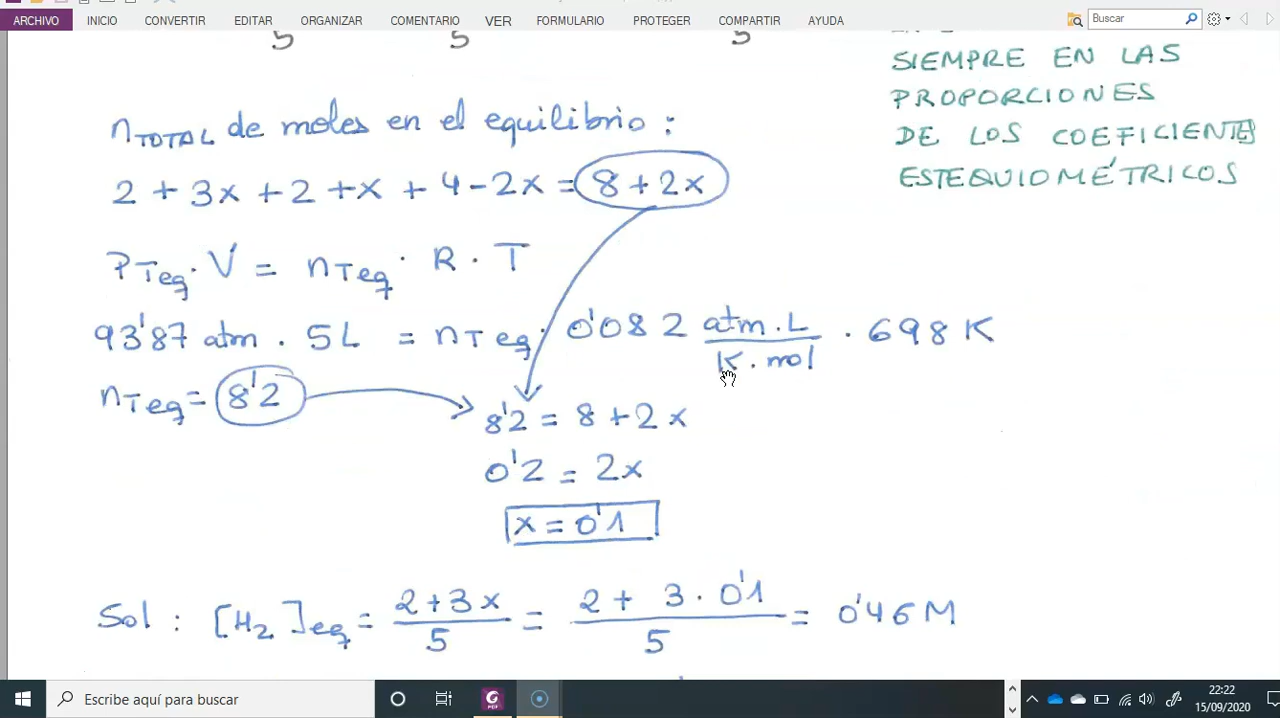 ARCHIVO INICIO CONVERTIR EDITAR ORGANIZAR COMENTARIO VER FORMULARIO PROTEGER COMPARTIR AYUDA Buscar
5 5 5
SIEMPRE EN LAS
PROPORCIONES
DE LOS COEFICIENTES
ESTEQUIOMÉTRICOS
nTOTAL de moles en el equilibrio :
2 + 3x + 2 + x + 4 - 2x = 8 + 2x
PTeq · V = nTeq · R · T
93'87 atm · 5L = nTeq · 0'082 atm.L / K.mol · 698 K
nTeq = 8'2
8'2 = 8 + 2x
0'2 = 2x
x = 0'1
Sol : [H2]eq = 2+3x / 5 = 2 + 3 · 0'1 / 5 = 0'46 M
Escribe aquí para buscar
22:22
15/09/2020